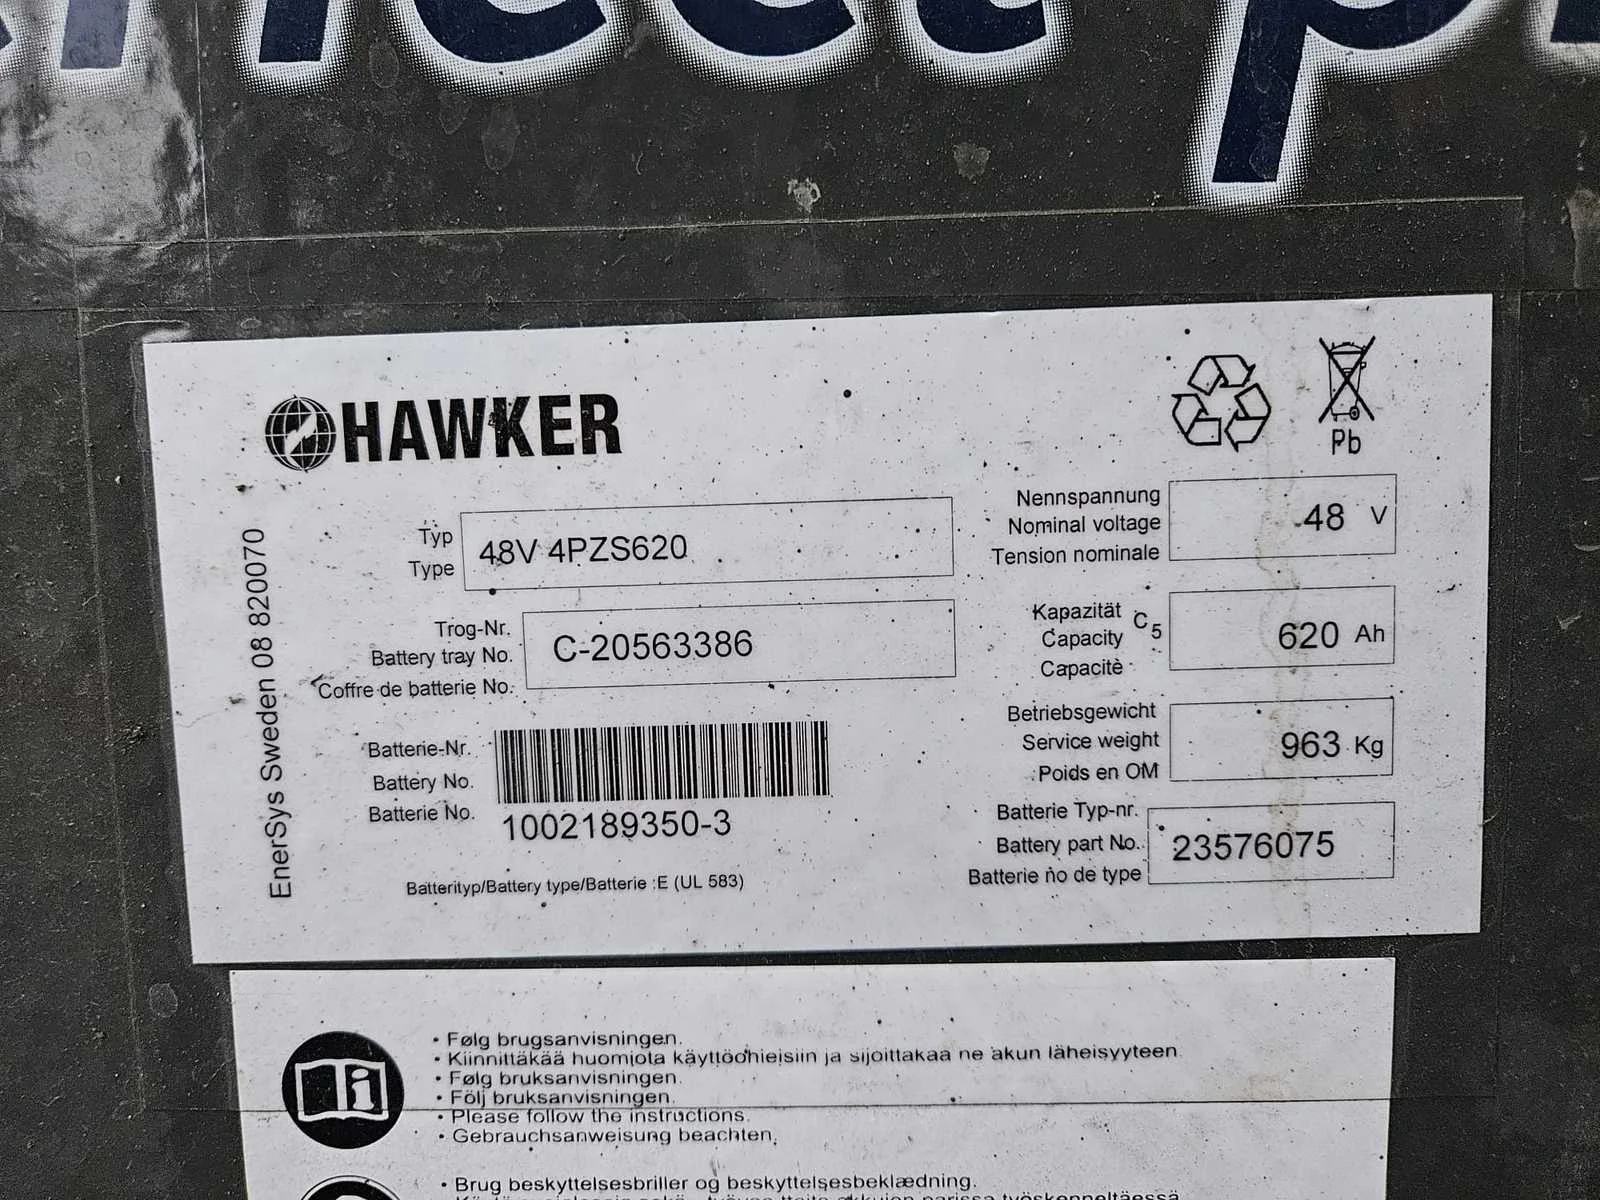 HAWKER
Pb
EnerSys Sweden 08 820070
Typ
Type
48V 4PZS620
Nennspannung
Nominal voltage
Tension nominale
48 V
Trog-Nr.
Battery tray No.
Coffre de batterie No.
C-20563386
Kapazität
Capacity
Capacitè
C5
620 Ah
Batterie-Nr.
Battery No.
Batterie No.
1002189350-3
Betriebsgewicht
Service weight
Poids en OM
963 Kg
Batterie Typ-nr.
Battery part No.
Batterie no de type
23576075
Batterityp/Battery type/Batterie :E (UL 583)
• Følg brugsanvisningen.
• Kiinnittäkää huomiota käyttöohjeisiin ja sijoittakaa ne akun läheisyyteen.
• Følg bruksanvisningen.
• Följ bruksanvisningen.
• Please follow the instructions.
• Gebrauchsanweisung beachten.
• Brug beskyttelsesbriller og beskyttelsesbeklædning.